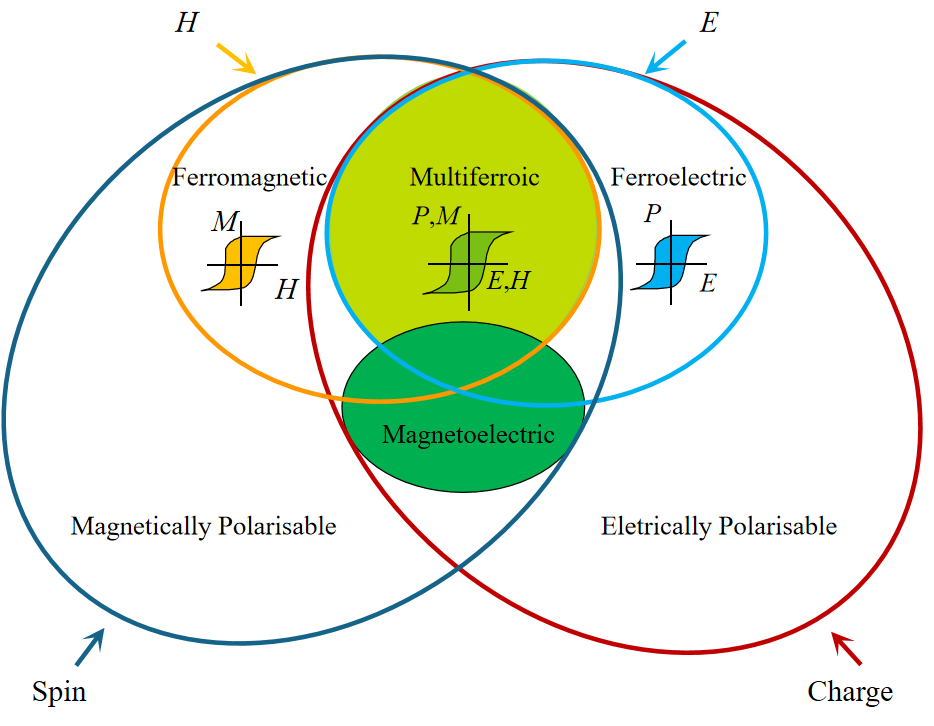 H
E
Ferromagnetic
Multiferroic
Ferroelectric
M
H
P,M
E,H
P
E
Magnetoelectric
Magnetically Polarisable
Eletrically Polarisable
Spin
Charge